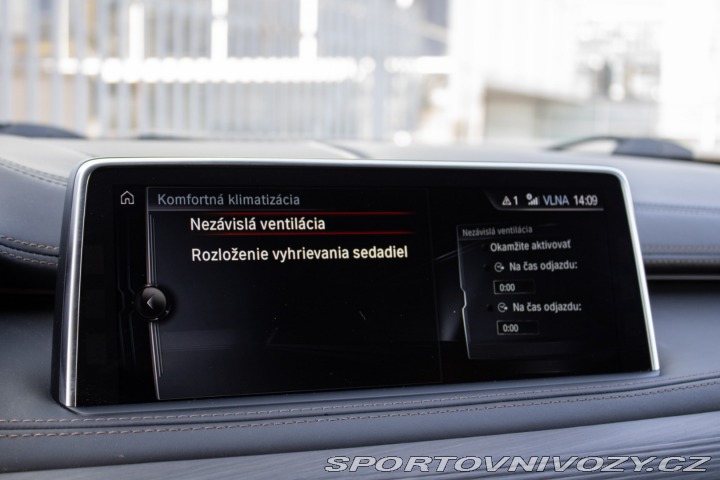 Komfortná klimatizácia
1 VLNA 14:09
Nezávislá ventilácia
Rozloženie vyhrievania sedadiel
Nezávislá ventilácia
Okamžite aktivovať
Na čas odjazdu:
0:00
Na čas odjazdu:
0:00
SPORTOVNIVOZY.CZ